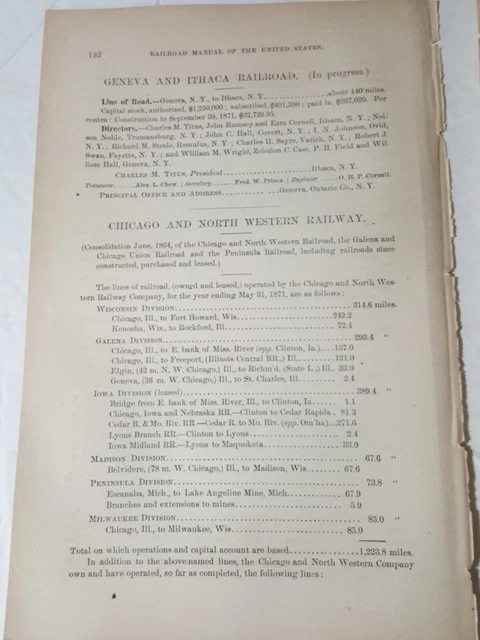 132 RAILROAD MANUAL OF THE UNITED STATES.
GENEVA AND ITHACA RAILROAD. (In progress.)
Line of Road.—Geneva, N. Y., to Ithaca, N. Y. about 140 miles.
Capital stock, authorized, $1,250,000; subscribed, $491,300; paid in, $267,020. Per
contra: Construction to September 30, 1871, $32,729.95.
Directors.—Charles M. Titus, John Rumsey and Ezra Cornell, Ithaca, N. Y.; Nel-
son Noble, Trumansburg, N. Y.; John C. Hall, Covert, N. Y.; I. N. Johnson, Ovid,
N. Y.; Richard M. Steele, Romulus, N. Y.; Charles H. Sayre, Varick, N. Y.; Robert J.
Swan, Fayette, N. Y.; and William M. Wright, Zebulon C. Case, P. H. Field and Wil-
liam Hall, Geneva, N. Y.
CHARLES M. TITUS, President Ithaca, N. Y.
Treasurer Alex. L. Chew. | Secretary Fred. W. Prince. | Engineer O. H. P. Cornell.
PRINCIPAL OFFICE AND ADDRESS Geneva, Ontario Co., N. Y.
CHICAGO AND NORTH WESTERN RAILWAY.
(Consolidation June, 1864, of the Chicago and North Western Railroad, the Galena and
Chicago Union Railroad and the Peninsula Railroad, including railroads since
constructed, purchased and leased.)
The lines of railroad, (owned and leased,) operated by the Chicago and North Wes-
tern Railway Company, for the year ending May 31, 1871, are as follows:
WISCONSIN DIVISION 314.6 miles.
Chicago, Ill., to Fort Howard, Wis. 242.2
Kenosha, Wis., to Rockford, Ill. 72.4
GALENA DIVISION 293.4 "
Chicago, Ill., to E. bank of Miss. River (opp. Clinton, Ia.) 137.0
Chicago, Ill., to Freeport, (Illinois Central RR.,) Ill. 121.0
Elgin, (42 m. N. W. Chicago,) Ill., to Richm'd, (State L.,) Ill. 33.0
Geneva, (36 m. W. Chicago,) Ill., to St. Charles, Ill. 2.4
IOWA DIVISION (leased) 389.4 "
Bridge from E. bank of Miss. River, Ill., to Clinton, Ia. 1.1
Chicago, Iowa and Nebraska RR.—Clinton to Cedar Rapids 81.3
Cedar R. & Mo. Riv. RR.—Cedar R. to Mo. Riv. (opp. Om'ha) 271.6
Lyons Branch RR.—Clinton to Lyons 2.4
Iowa Midland RR.—Lyons to Maquoketa 33.0
MADISON DIVISION 67.6 "
Belvidere, (78 m. W. Chicago,) Ill., to Madison, Wis 67.6
PENINSULA DIVISION 73.8 "
Escanaba, Mich., to Lake Angeline Mine, Mich. 67.9
Branches and extensions to mines 5.9
MILWAUKEE DIVISION 85.0 "
Chicago, Ill., to Milwaukee, Wis 85.0
Total on which operations and capital account are based 1,223.8 miles.
In addition to the above-named lines, the Chicago and North Western Company
own and have operated, so far as completed, the following lines: